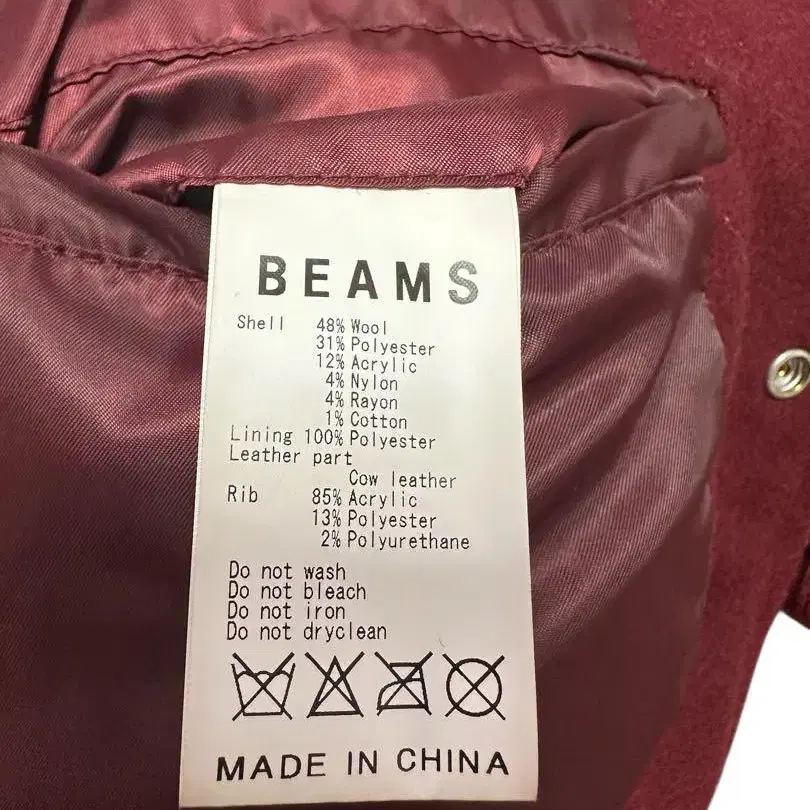 BEAMS
Shell 48% Wool
31% Polyester
12% Acrylic
4% Nylon
4% Rayon
1% Cotton
Lining 100% Polyester
Leather part
Cow leather
Rib 85% Acrylic
13% Polyester
2% Polyurethane
Do not wash
Do not bleach
Do not iron
Do not dryclean
MADE IN CHINA